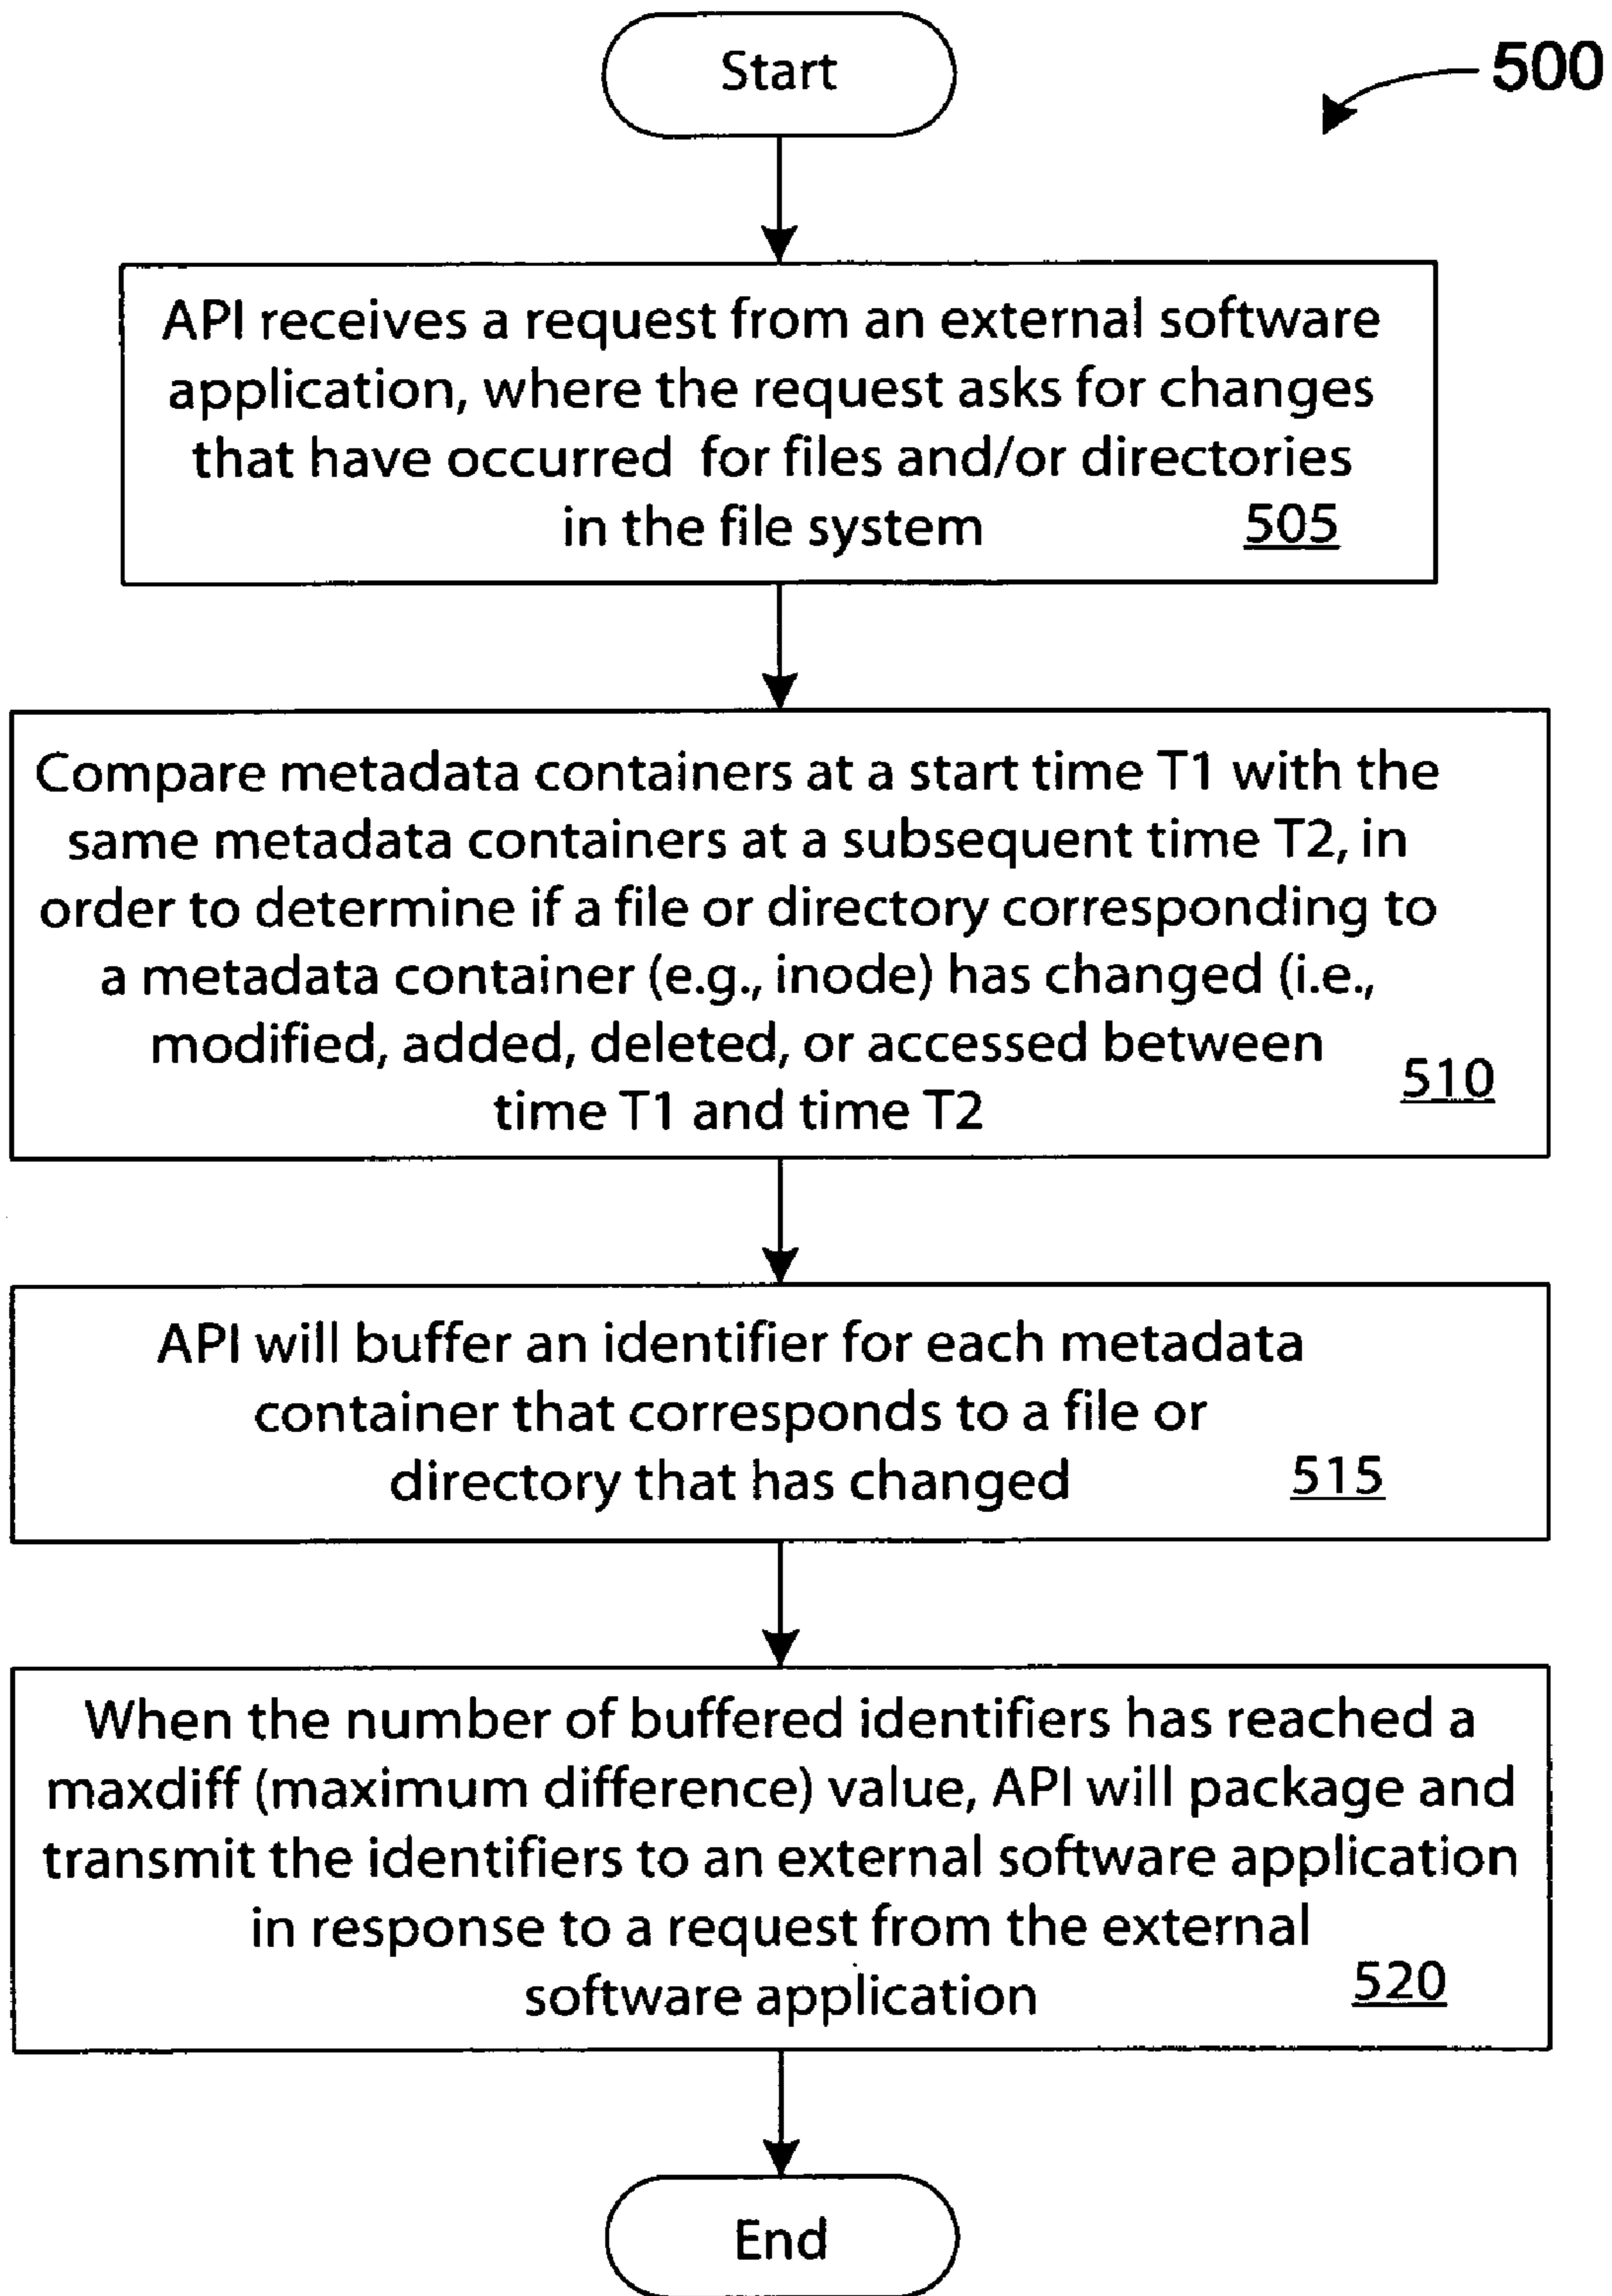 Start
500
API receives a request from an external software
application, where the request asks for changes
that have occurred for files and/or directories
in the file system 505
Compare metadata containers at a start time T1 with the
same metadata containers at a subsequent time T2, in
order to determine if a file or directory corresponding to
a metadata container (e.g., inode) has changed (i.e.,
modified, added, deleted, or accessed between
time T1 and time T2 510
API will buffer an identifier for each metadata
container that corresponds to a file or
directory that has changed 515
When the number of buffered identifiers has reached a
maxdiff (maximum difference) value, API will package and
transmit the identifiers to an external software application
in response to a request from the external
software application 520
End